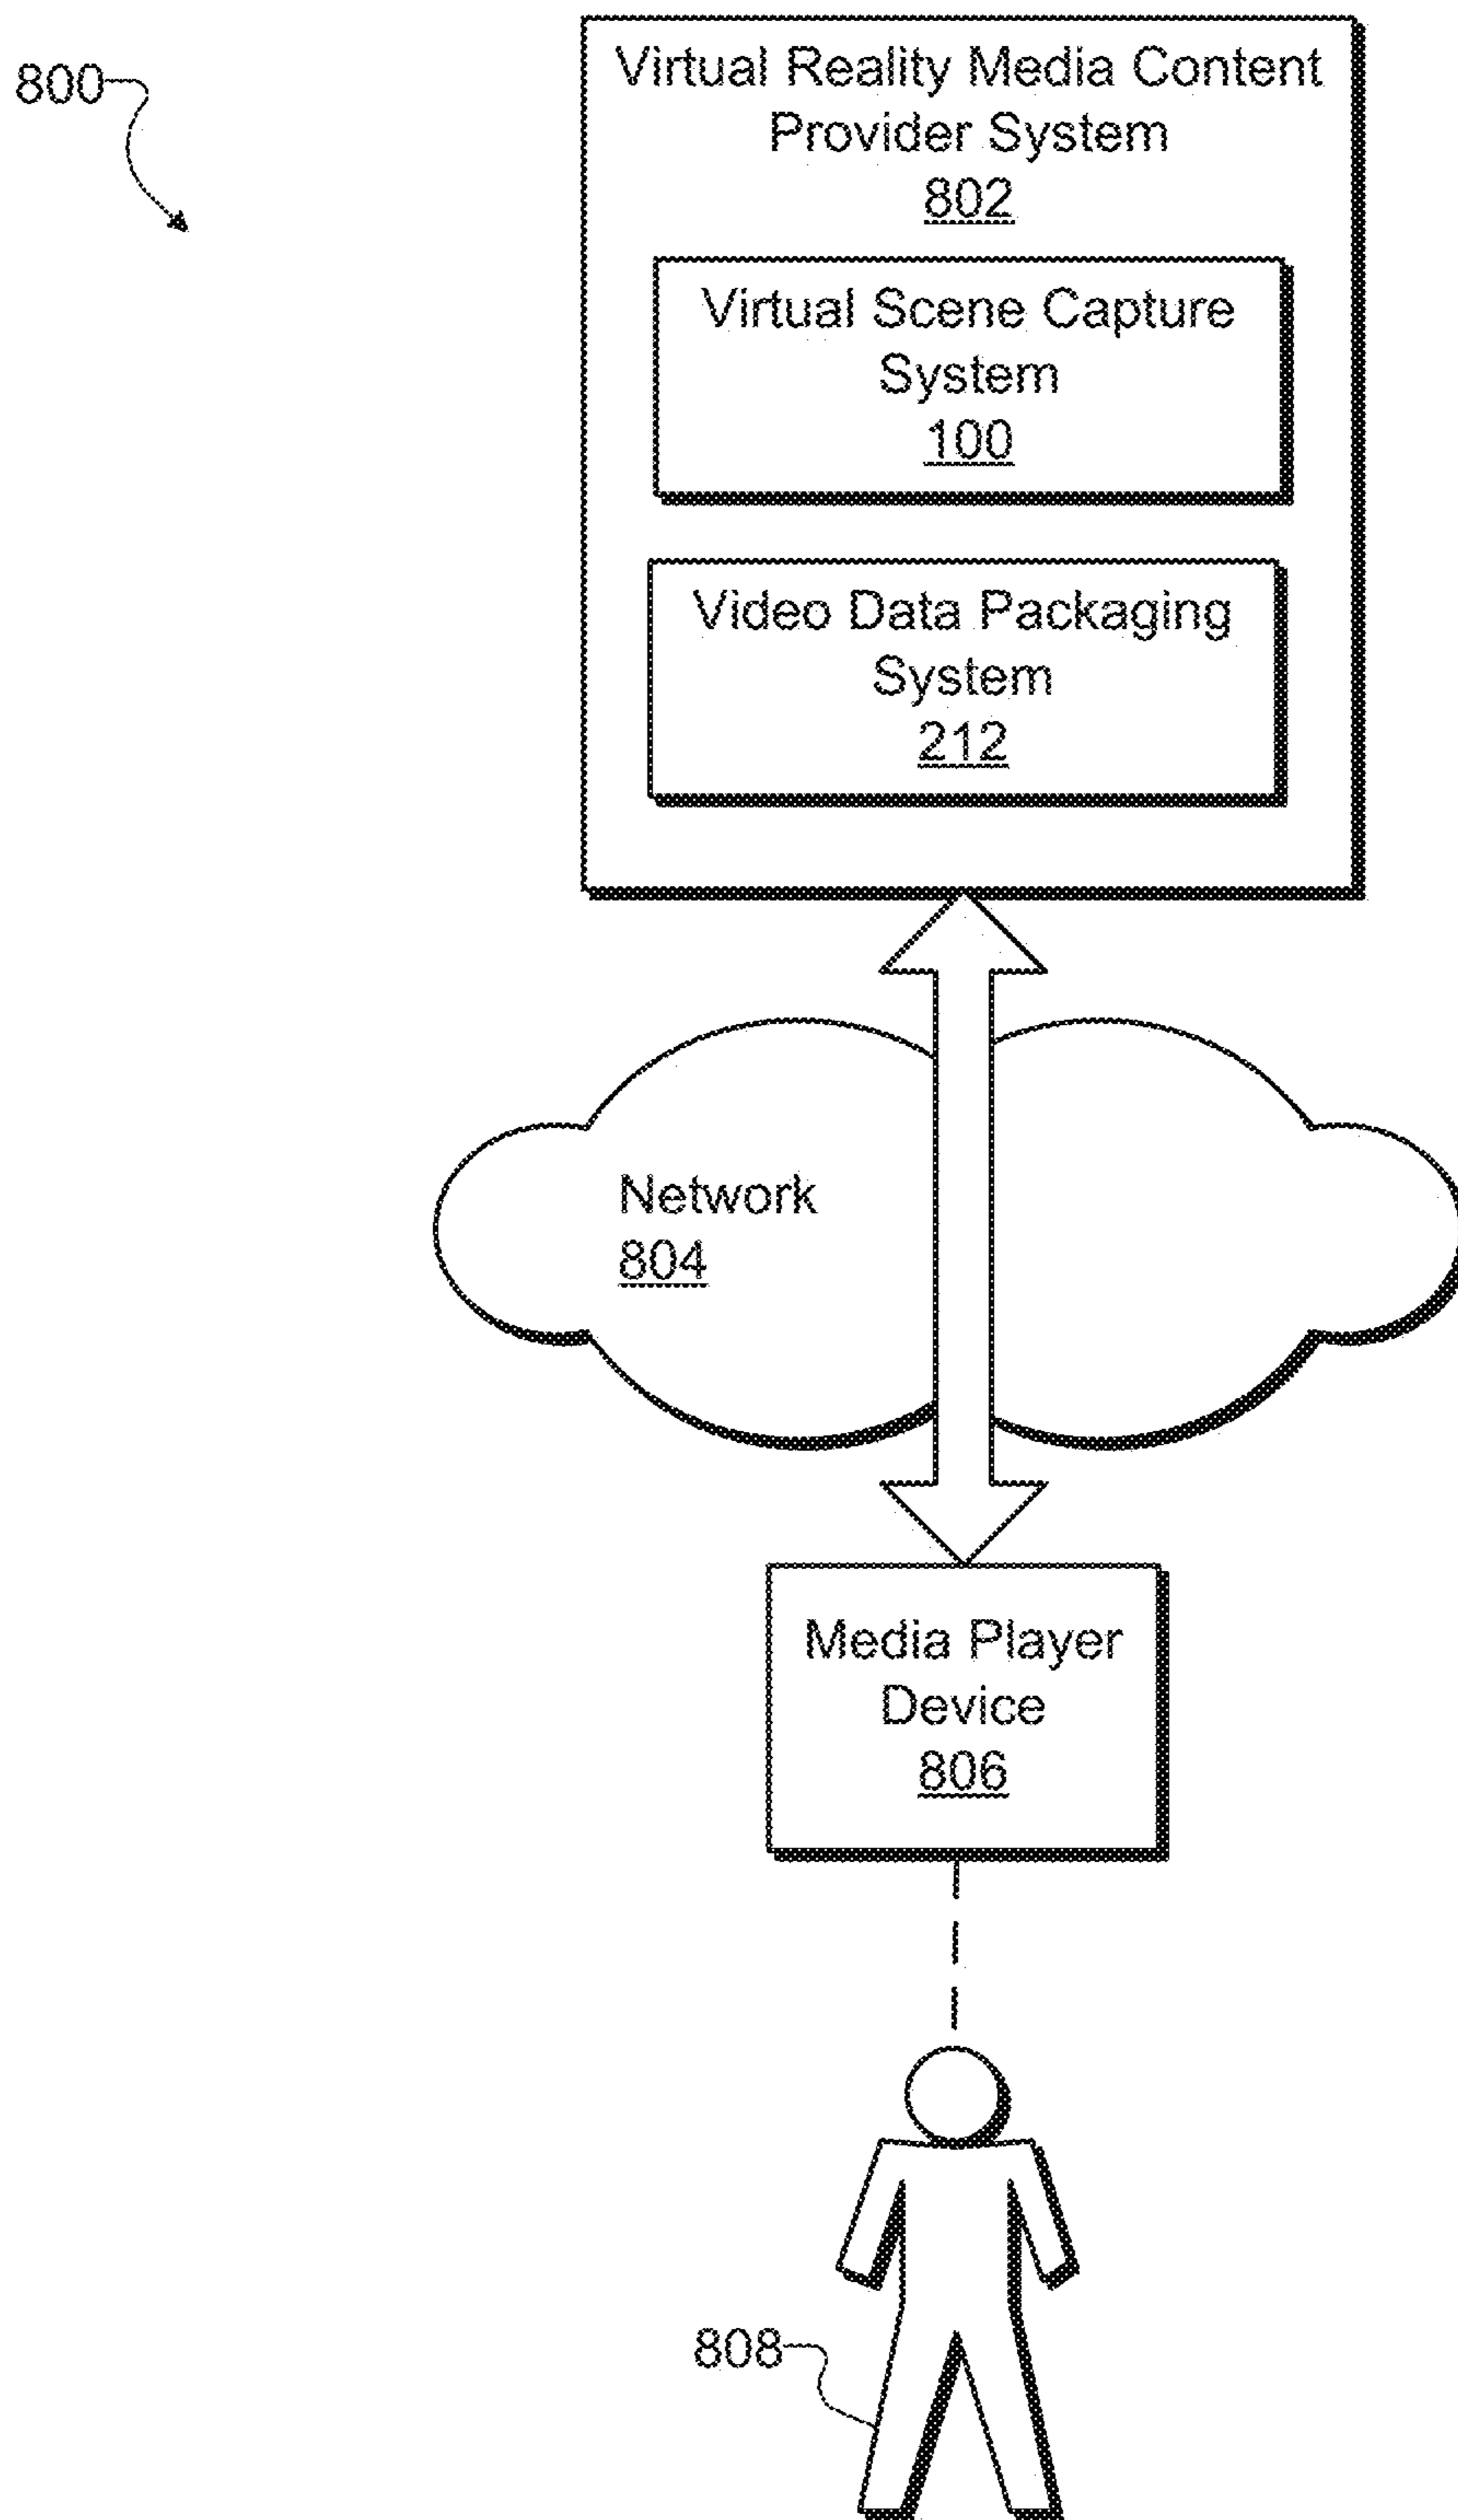 800
Virtual Reality Media Content
Provider System
802
Virtual Scene Capture
System
100
Video Data Packaging
System
212
Network
804
Media Player
Device
806
808